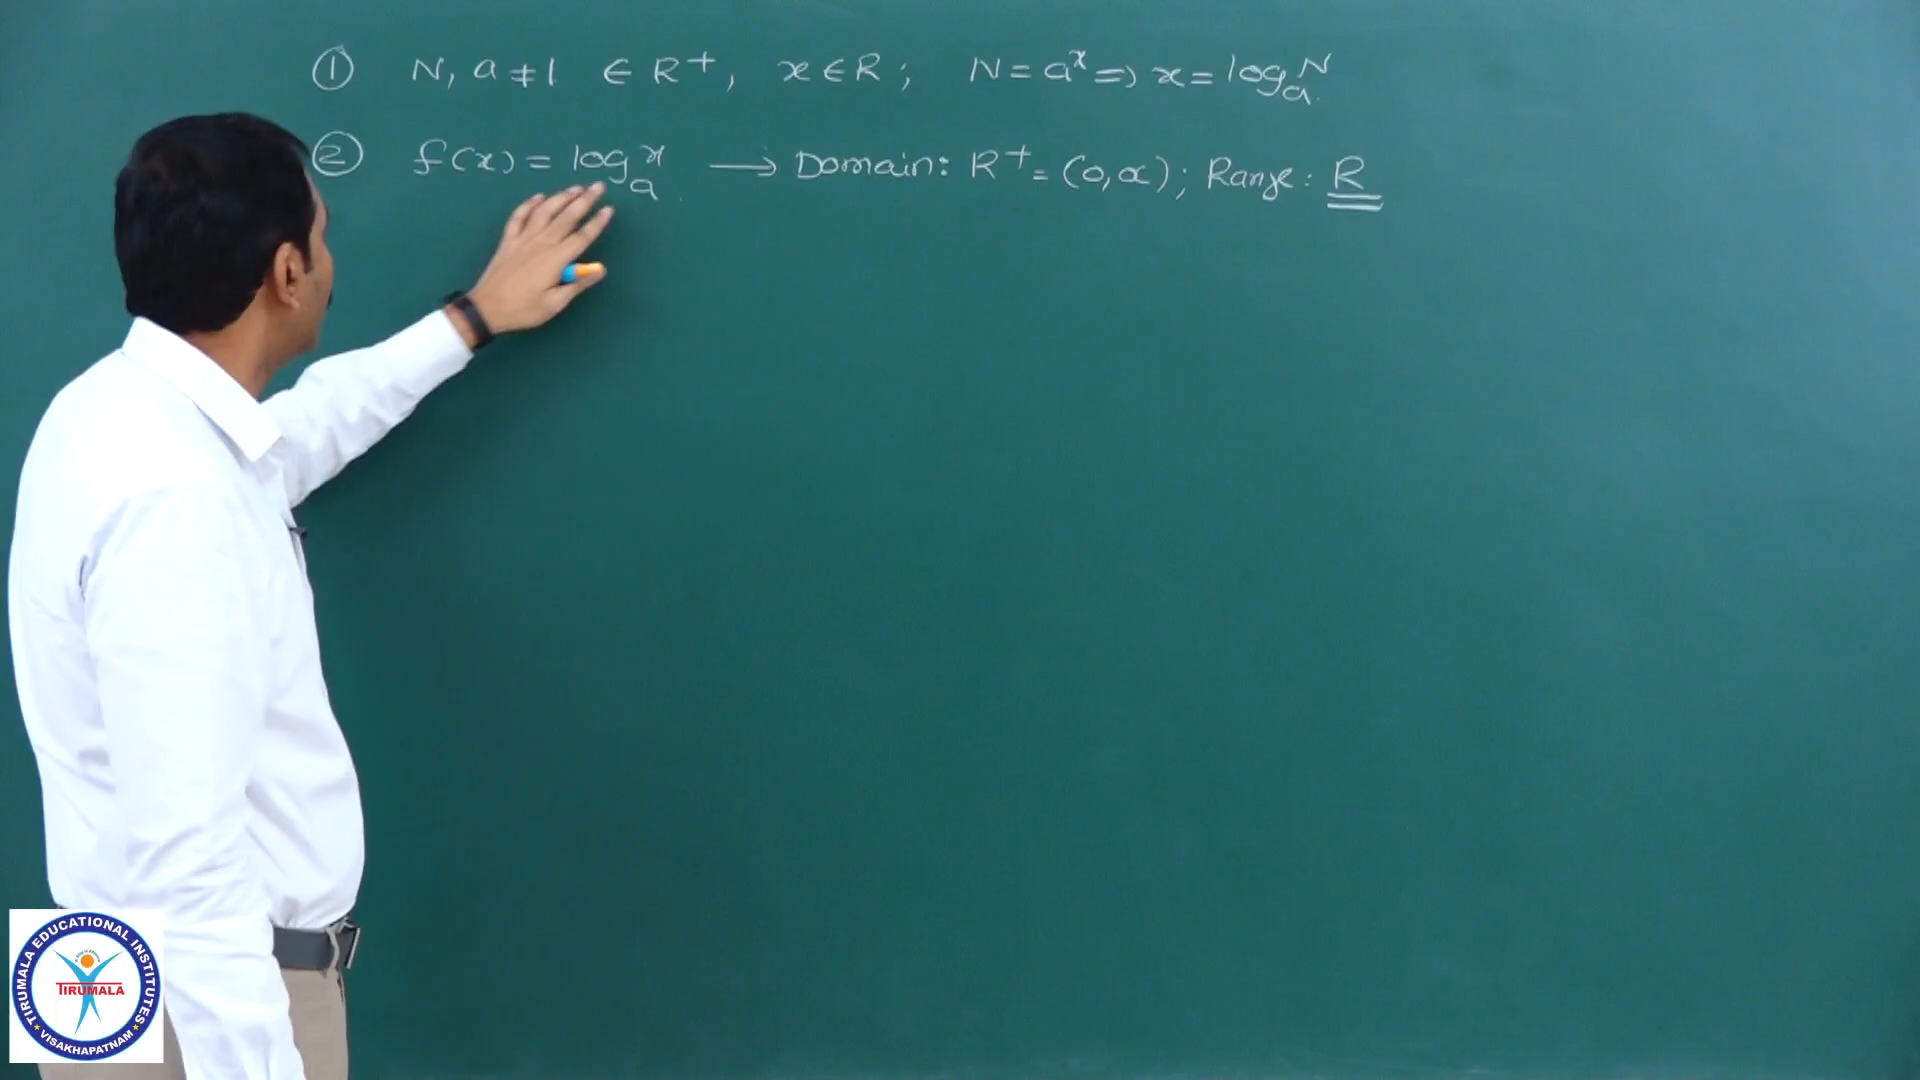 ① N, a ≠ 1 ∈ R⁺, x ∈ R ; N = aˣ ⇒ x = logₐN.
② f(x) = logₐx → Domain: R⁺ = (0, ∝) ; Range : R
TIRUMALA EDUCATIONAL INSTITUTES
TIRUMALA
★ VISAKHAPATNAM ★